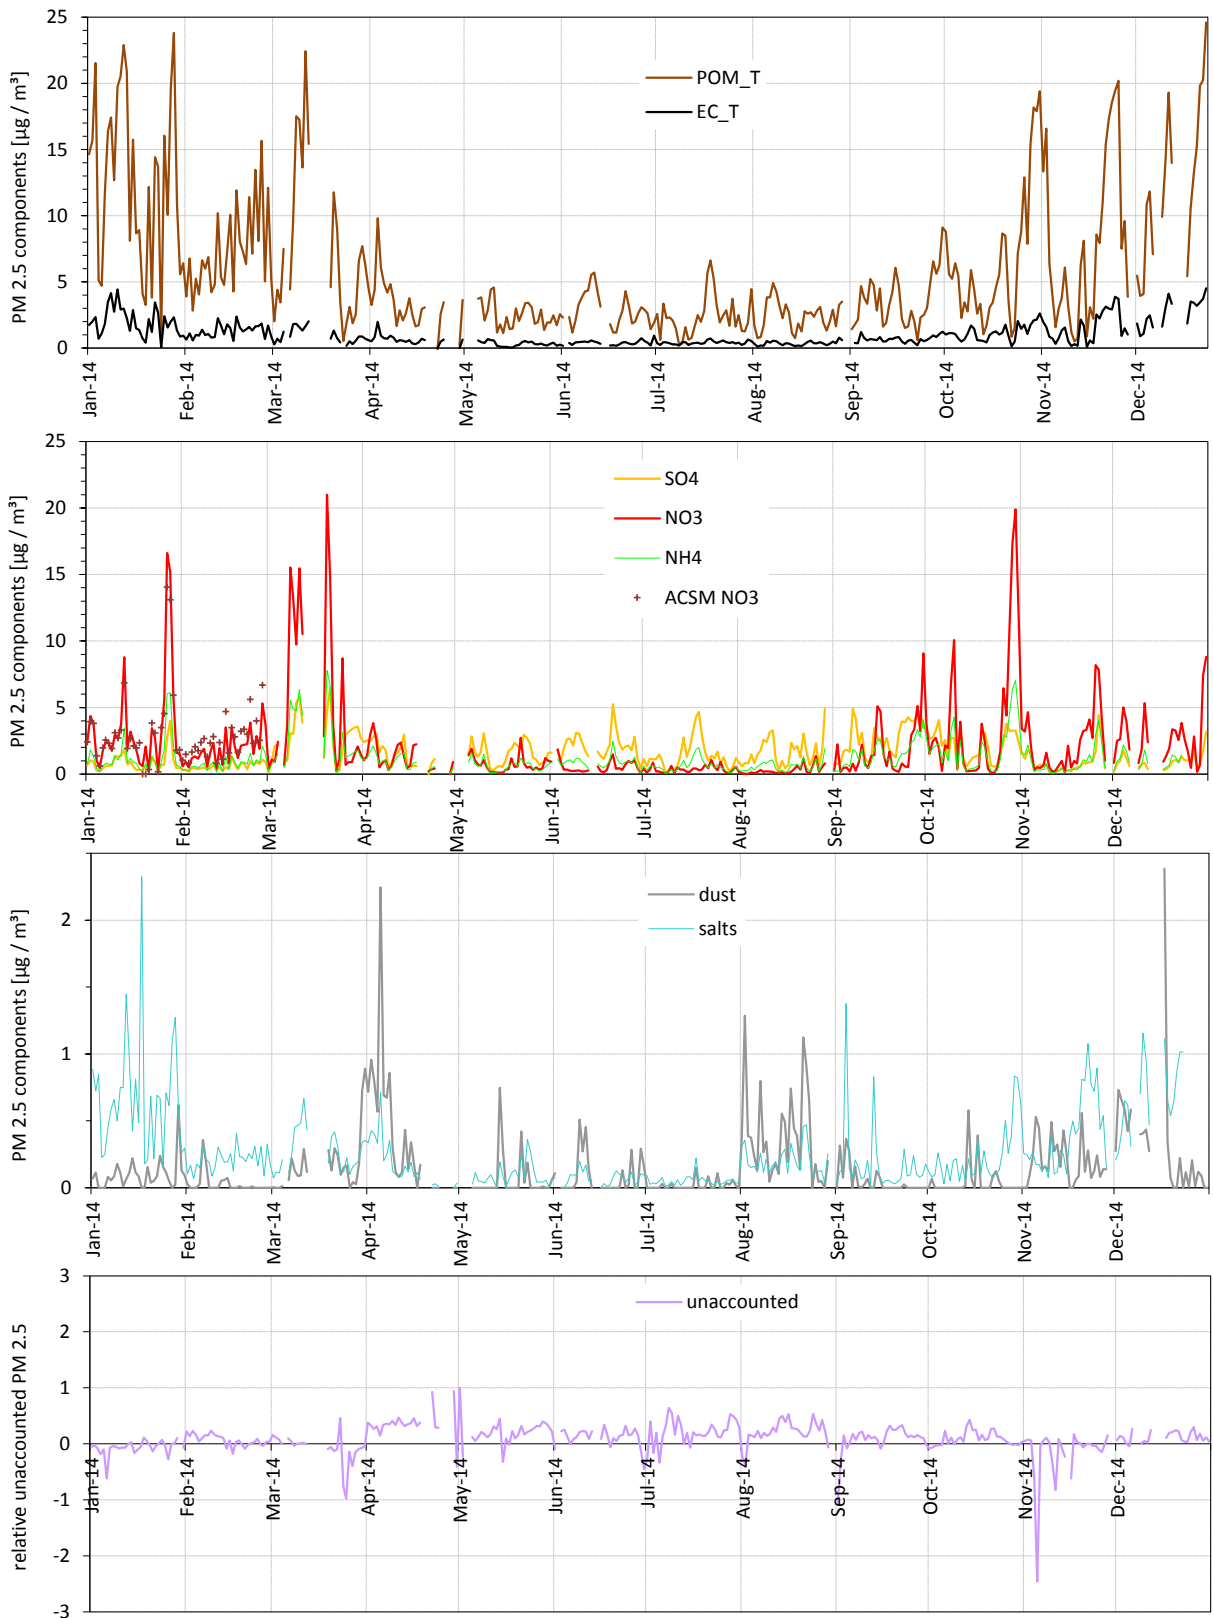 PM 2.5 components [µg / m³]
25
20
15
10
5
0
POM_T
EC_T
Jan-14
Feb-14
Mar-14
Apr-14
May-14
Jun-14
Jul-14
Aug-14
Sep-14
Oct-14
Nov-14
Dec-14
PM 2.5 components [µg / m³]
25
20
15
10
5
0
SO4
NO3
NH4
ACSM NO3
Jan-14
Feb-14
Mar-14
Apr-14
May-14
Jun-14
Jul-14
Aug-14
Sep-14
Oct-14
Nov-14
Dec-14
PM 2.5 components [µg / m³]
2
1
0
dust
salts
Jan-14
Feb-14
Mar-14
Apr-14
May-14
Jun-14
Jul-14
Aug-14
Sep-14
Oct-14
Nov-14
Dec-14
relative unaccounted PM 2.5
3
2
1
0
-1
-2
-3
unaccounted
Jan-14
Feb-14
Mar-14
Apr-14
May-14
Jun-14
Jul-14
Aug-14
Sep-14
Oct-14
Nov-14
Dec-14